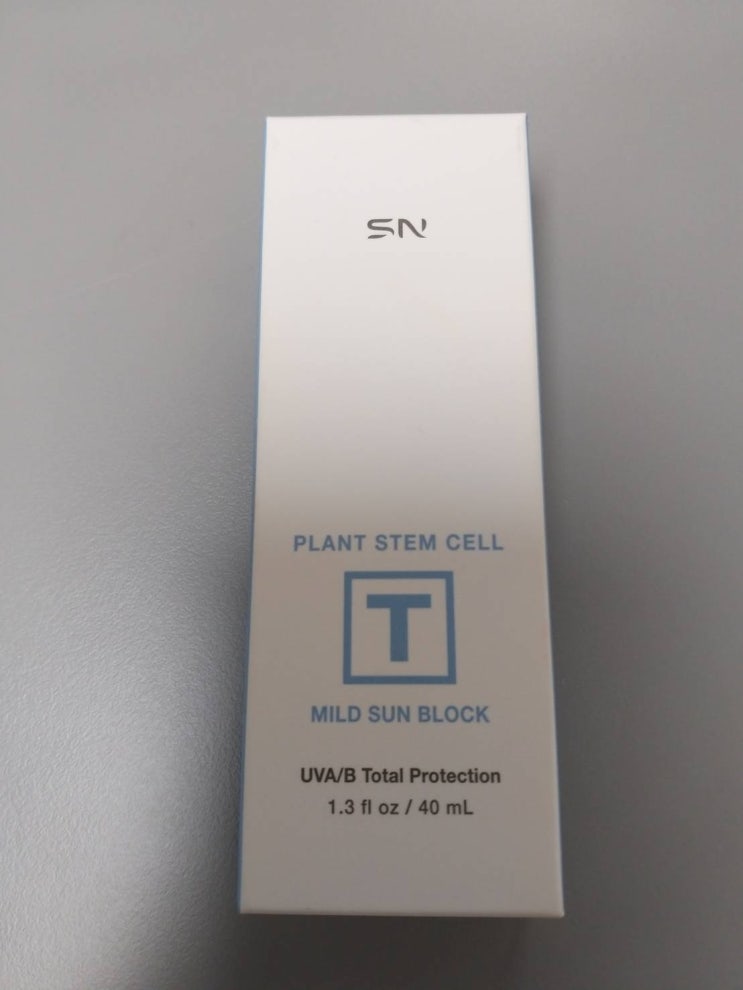 SN
PLANT STEM CELL
T
MILD SUN BLOCK
UVA/B Total Protection
1.3 fl oz / 40 mL